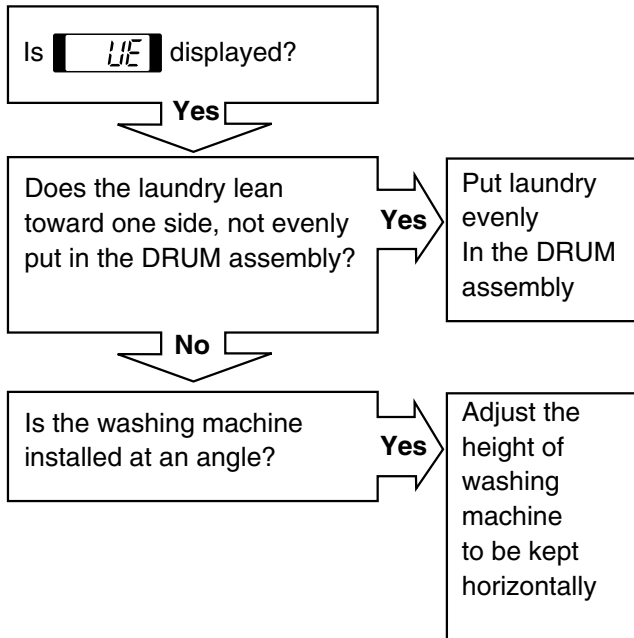 Is UE displayed?
Yes
Does the laundry lean
toward one side, not evenly
put in the DRUM assembly?
Yes
Put laundry
evenly
In the DRUM
assembly
No
Is the washing machine
installed at an angle?
Yes
Adjust the
height of
washing
machine
to be kept
horizontally